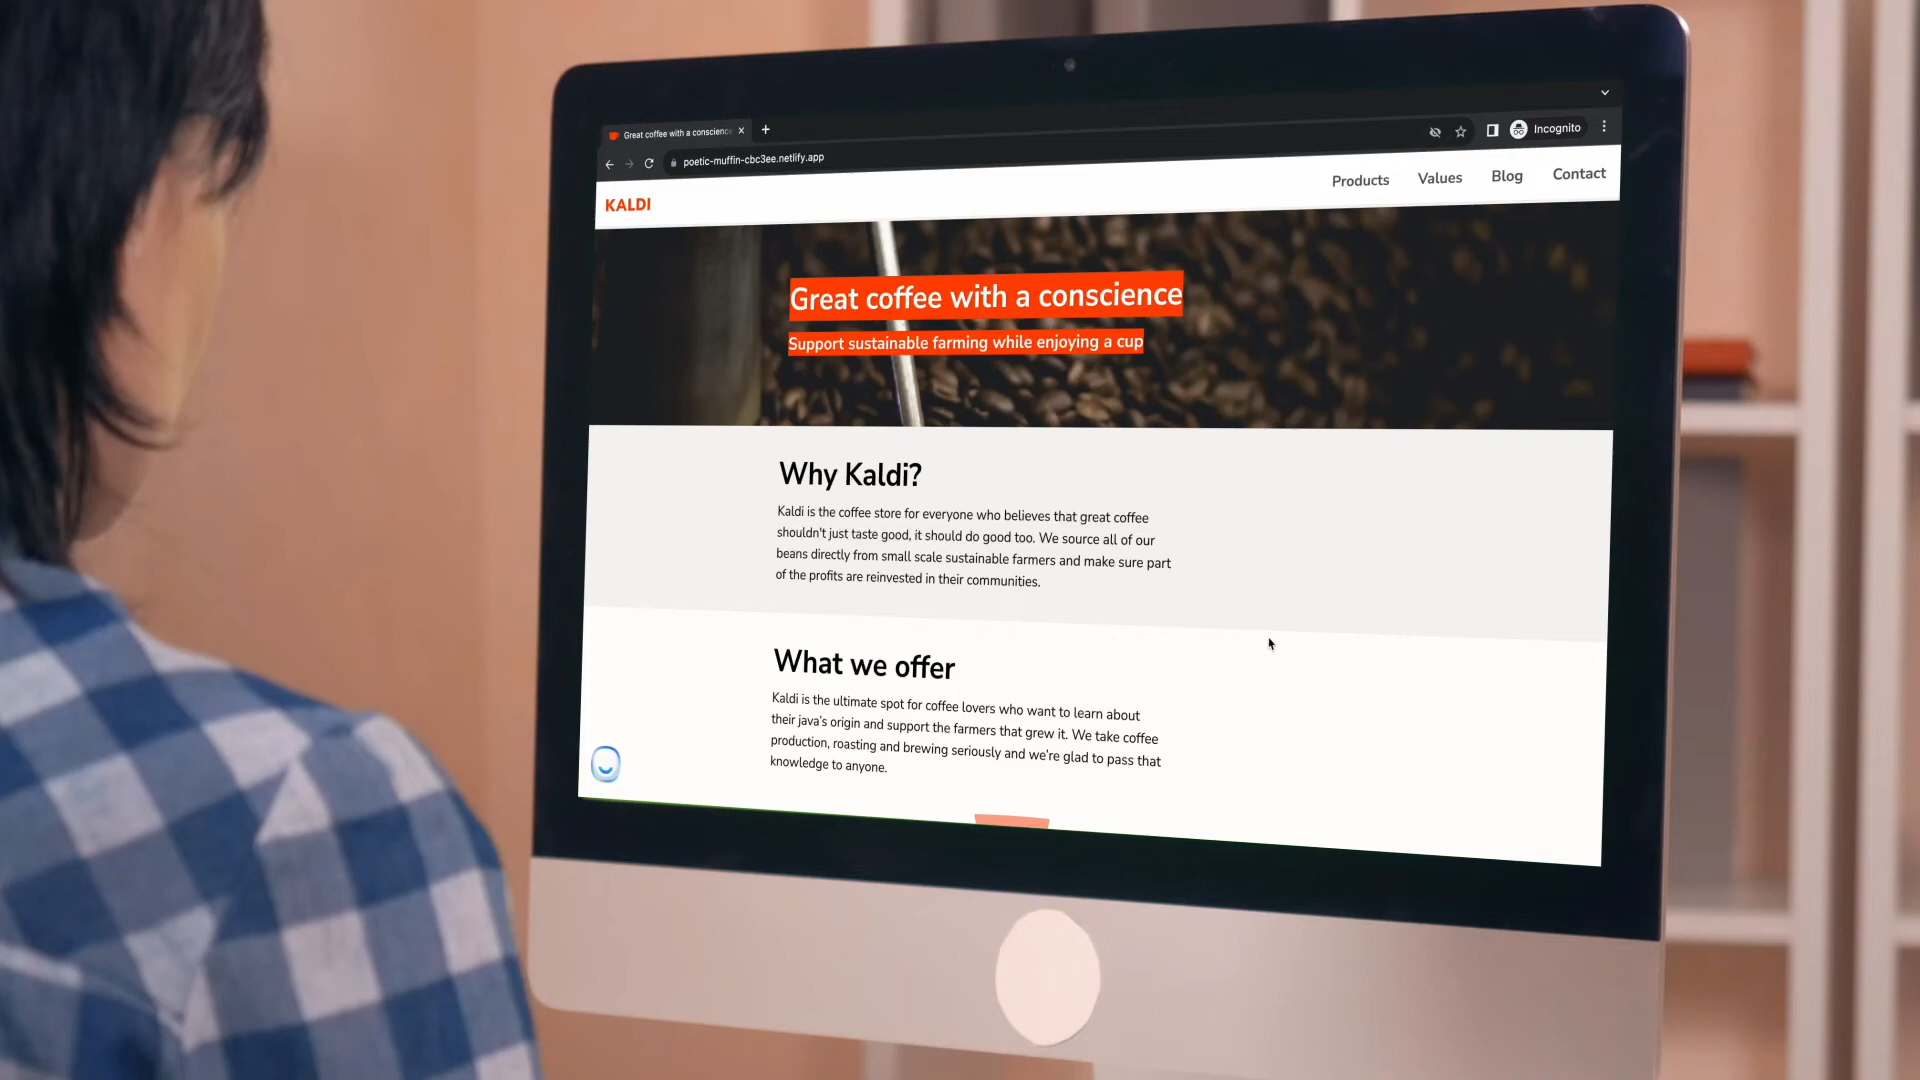 Great coffee with a conscience
Incognito
poetic-muffin-cbc3ee.netlify.app
KALDI
Products Values Blog Contact
Great coffee with a conscience
Support sustainable farming while enjoying a cup
Why Kaldi?
Kaldi is the coffee store for everyone who believes that great coffee
shouldn't just taste good, it should do good too. We source all of our
beans directly from small scale sustainable farmers and make sure part
of the profits are reinvested in their communities.
What we offer
Kaldi is the ultimate spot for coffee lovers who want to learn about
their java's origin and support the farmers that grew it. We take coffee
production, roasting and brewing seriously and we're glad to pass that
knowledge to anyone.